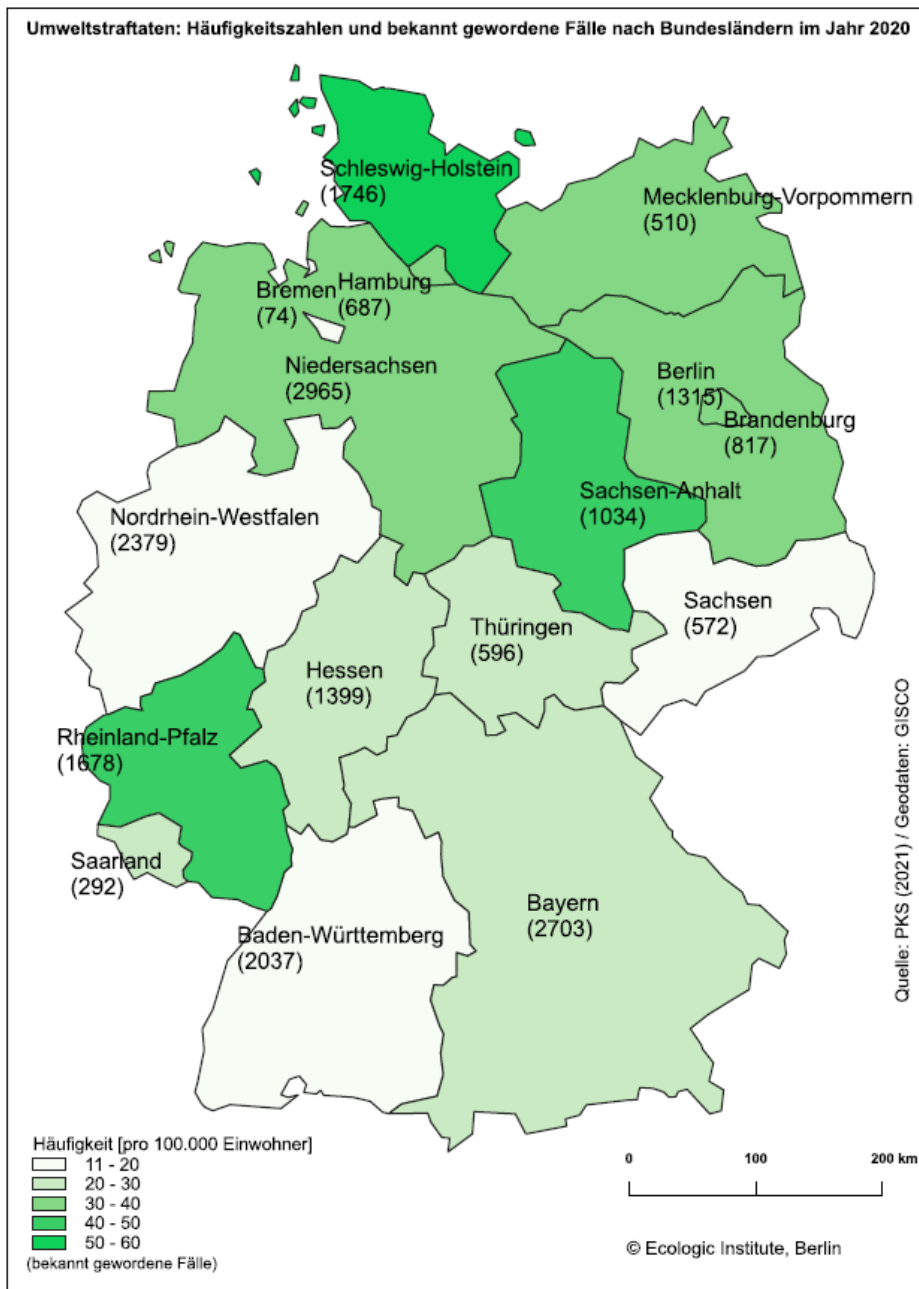 Umweltstraftaten: Häufigkeitszahlen und bekannt gewordene Fälle nach Bundesländern im Jahr 2020
Schleswig-Holstein
(1746)
Mecklenburg-Vorpommern
(510)
Hamburg
(687)
Bremen
(74)
Niedersachsen
(2965)
Berlin
(1315)
Brandenburg
(817)
Sachsen-Anhalt
(1034)
Nordrhein-Westfalen
(2379)
Sachsen
(572)
Thüringen
(596)
Hessen
(1399)
Rheinland-Pfalz
(1678)
Saarland
(292)
Bayern
(2703)
Baden-Württemberg
(2037)
Quelle: PKS (2021) / Geodaten: GISCO
Häufigkeit [pro 100.000 Einwohner]
11 - 20
20 - 30
30 - 40
40 - 50
50 - 60
(bekannt gewordene Fälle)
0 100 200 km
© Ecologic Institute, Berlin